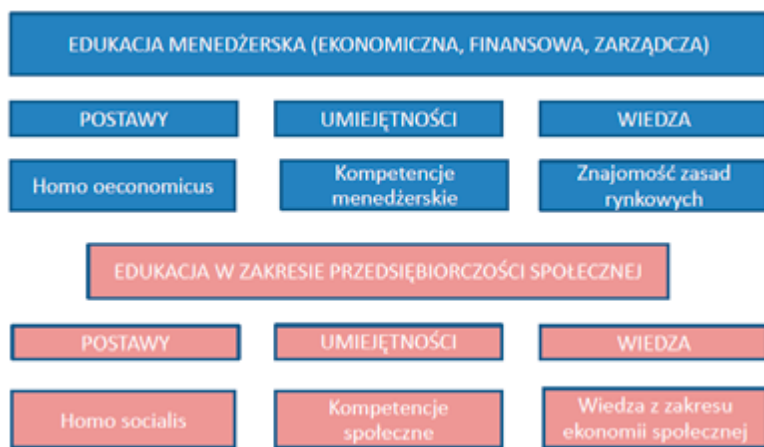 EDUKACJA MENEDŻERSKA (EKONOMICZNA, FINANSOWA, ZARZĄDCZA)
POSTAWY
UMIEJĘTNOŚCI
WIEDZA
Homo oeconomicus
Kompetencje
menedżerskie
Znajomość zasad
rynkowych
EDUKACJA W ZAKRESIE PRZEDSIĘBIORCZOŚCI SPOŁECZNEJ
POSTAWY
UMIEJĘTNOŚCI
WIEDZA
Homo socialis
Kompetencje
społeczne
Wiedza z zakresu
ekonomii społecznej